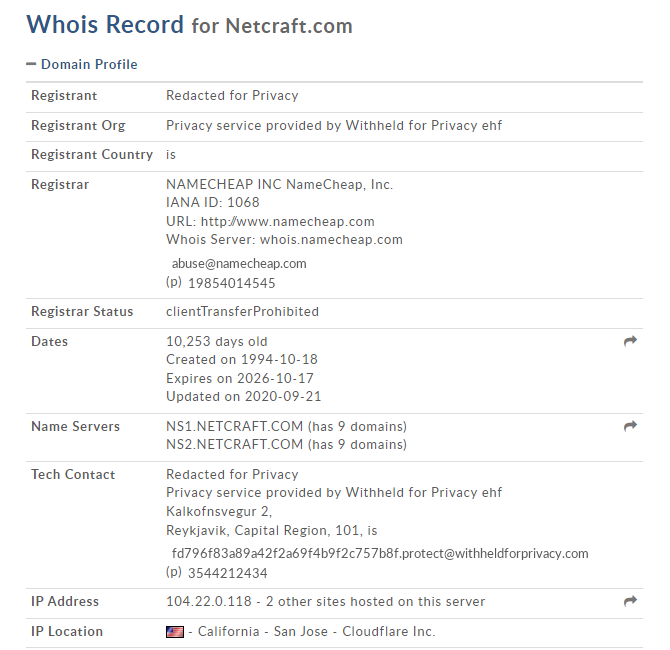 Whois Record for Netcraft.com
Domain Profile
Registrant Redacted for Privacy
Registrant Org Privacy service provided by Withheld for Privacy ehf
Registrant Country is
Registrar NAMECHEAP INC NameCheap, Inc.
IANA ID: 1068
URL: http://www.namecheap.com
Whois Server: whois.namecheap.com
abuse@namecheap.com
(p) 19854014545
Registrar Status clientTransferProhibited
Dates 10,253 days old
Created on 1994-10-18
Expires on 2026-10-17
Updated on 2020-09-21
Name Servers NS1.NETCRAFT.COM (has 9 domains)
NS2.NETCRAFT.COM (has 9 domains)
Tech Contact Redacted for Privacy
Privacy service provided by Withheld for Privacy ehf
Kalkofnsvegur 2,
Reykjavik, Capital Region, 101, is
fd796f83a89a42f2a69f4b9f2c757b8f.protect@withheldforprivacy.com
(p) 3544212434
IP Address 104.22.0.118 - 2 other sites hosted on this server
IP Location - California - San Jose - Cloudflare Inc.